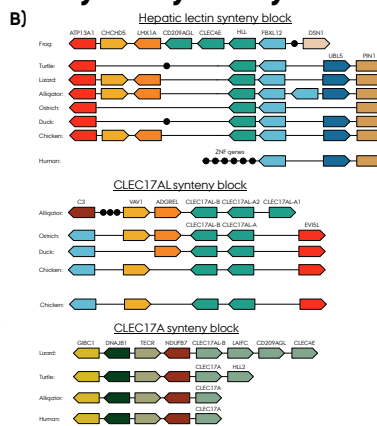 B)
Hepatic lectin synteny block
ATP13A1 CHCHD5 LMX1A CD209AGL CLEC4E HLL FBXL12 DSN1
Frog:
UBL5 PIN1
Turtle:
Lizard:
Alligator:
Ostrich:
Duck:
Chicken:
ZNF genes
Human:
CLEC17AL synteny block
C3 VAV1 ADGREL CLEC17AL-B CLEC17AL-A2 CLEC17AL-A1
Alligator:
CLEC17AL-B CLEC17AL-A EVI5L
Ostrich:
Duck:
Chicken:
Chicken:
CLEC17A synteny block
GIBC1 DNAJB1 TECR NDUFB7 CLEC17AL-B LAIFC CD209AGL CLEC4E
Lizard:
CLEC17A HLL2
Turtle:
CLEC17A
Alligator:
CLEC17A
Human: